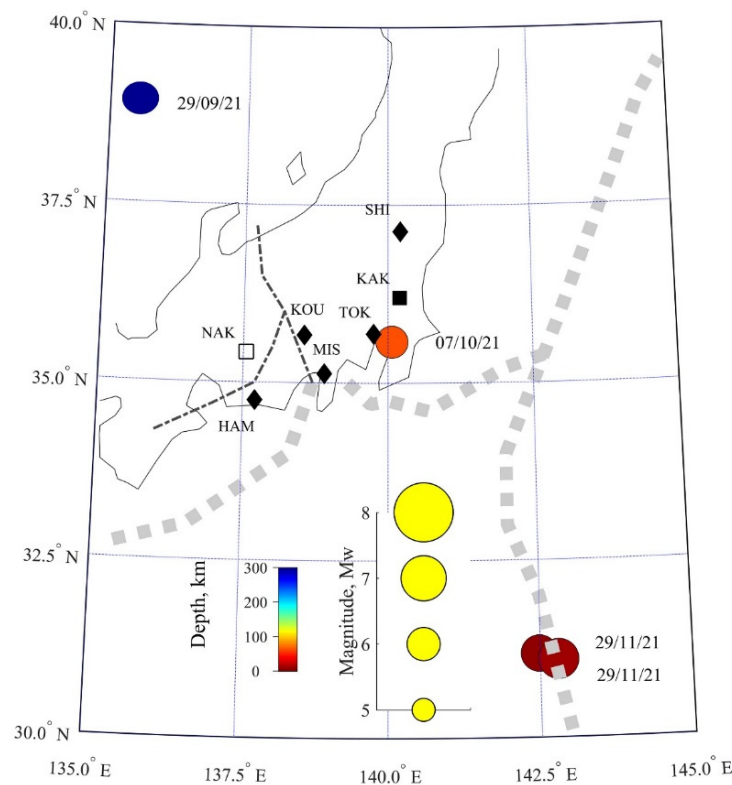 40.0° N
29/09/21
37.5° N
SHI
KAK
KOU
TOK
NAK
MIS
07/10/21
35.0° N
HAM
32.5° N
Depth, km
300
200
100
0
Magnitude, Mw
8
7
6
5
29/11/21
29/11/21
30.0° N
135.0° E
137.5° E
140.0° E
142.5° E
145.0° E